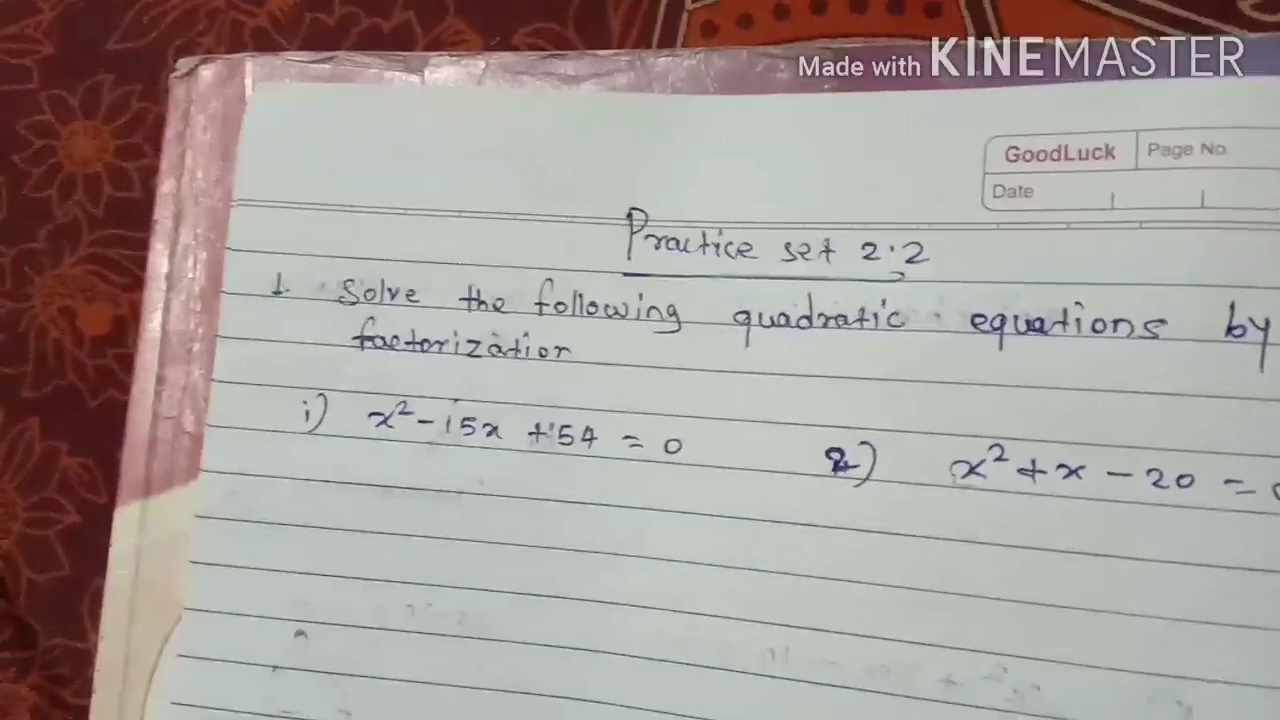 Made with KINEMASTER
GoodLuck Page No.
Date
Practice set 2.2
1. Solve the following quadratic equations by
factorization
i) x² - 15x + 54 = 0 2) x² + x - 20 =